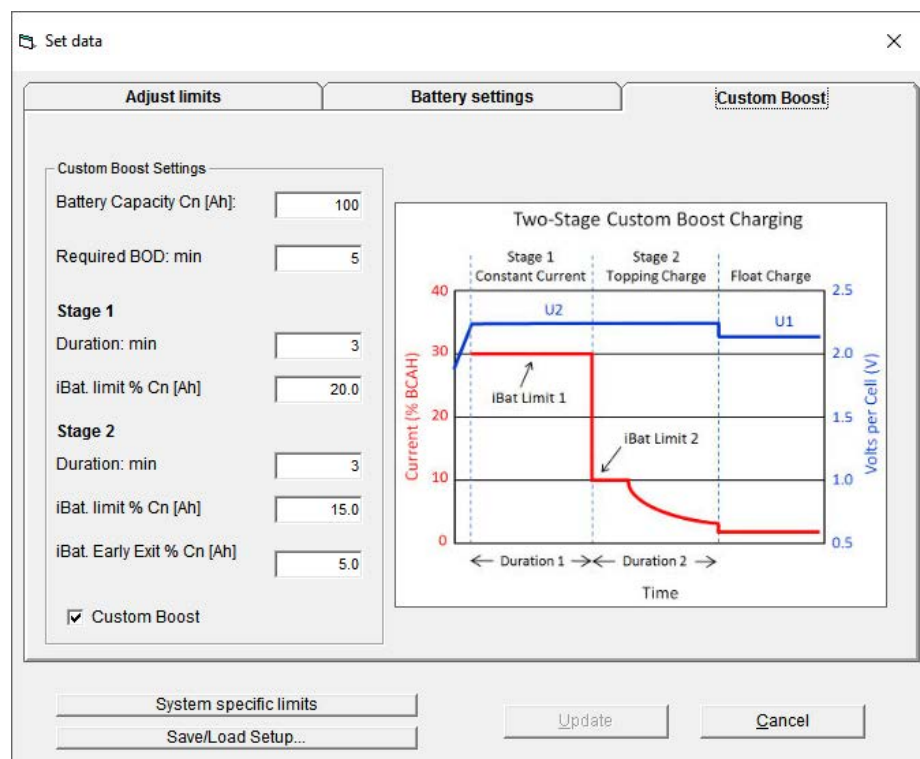 Set data
Adjust limits
Battery settings
Custom Boost
Custom Boost Settings
Battery Capacity Cn [Ah]: 100
Required BOD: min 5
Stage 1
Duration: min 3
iBat. limit % Cn [Ah] 20.0
Stage 2
Duration: min 3
iBat. limit % Cn [Ah] 15.0
iBat. Early Exit % Cn [Ah] 5.0
Custom Boost
Two-Stage Custom Boost Charging
Stage 1
Constant Current
Stage 2
Topping Charge
Float Charge
40
30
20
10
0
Current (% BCAH)
U2
U1
iBat Limit 1
iBat Limit 2
2.5
2.0
1.5
1.0
0.5
Volts per Cell (V)
Duration 1
Duration 2
Time
System specific limits
Save/Load Setup...
Update
Cancel